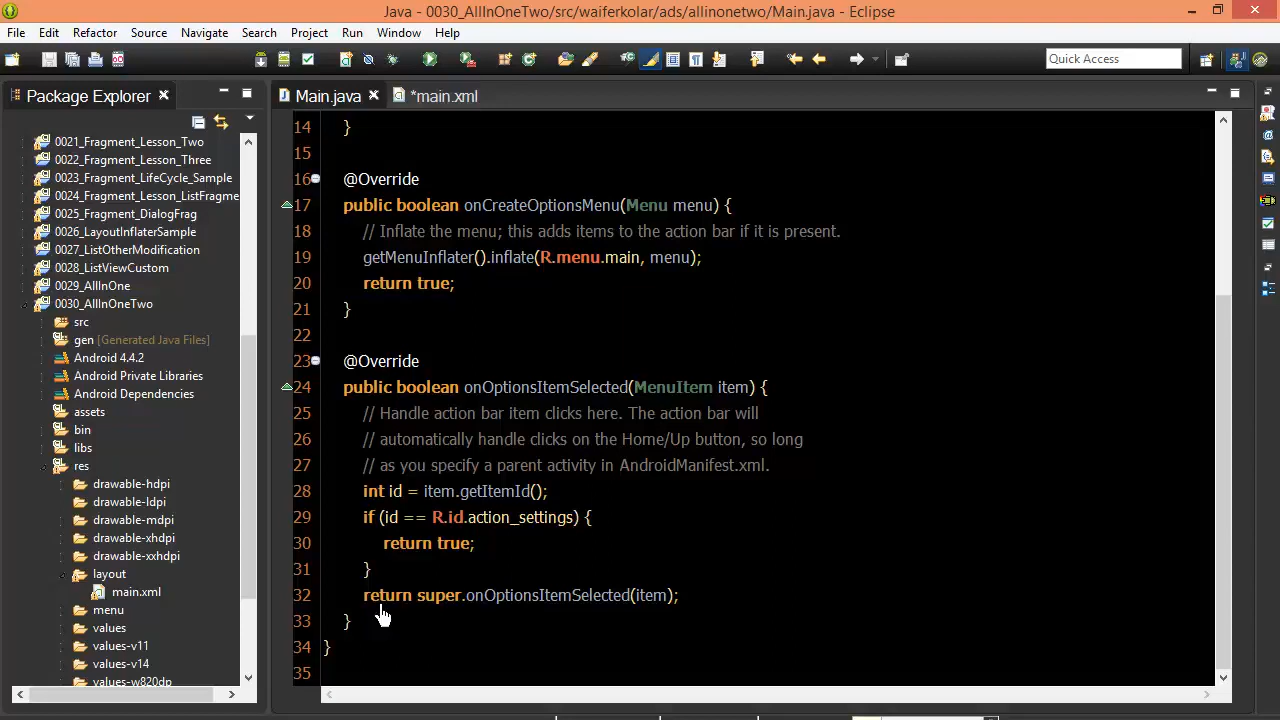 Java - 0030_AllInOneTwo/src/waiferkolar/ads/allinonetwo/Main.java - Eclipse
File Edit Refactor Source Navigate Search Project Run Window Help
Quick Access
Package Explorer
Main.java
*main.xml
0021_Fragment_Lesson_Two
0022_Fragment_Lesson_Three
0023_Fragment_LifeCycle_Sample
0024_Fragment_Lesson_ListFragme
0025_Fragment_DialogFrag
0026_LayoutInflaterSample
0027_ListOtherModification
0028_ListViewCustom
0029_AllInOne
0030_AllInOneTwo
src
gen [Generated Java Files]
Android 4.4.2
Android Private Libraries
Android Dependencies
assets
bin
libs
res
drawable-hdpi
drawable-ldpi
drawable-mdpi
drawable-xhdpi
drawable-xxhdpi
layout
main.xml
menu
values
values-v11
values-v14
values-w820dp
14 }
15
16 @Override
17 public boolean onCreateOptionsMenu(Menu menu) {
18 // Inflate the menu; this adds items to the action bar if it is present.
19 getMenuInflater().inflate(R.menu.main, menu);
20 return true;
21 }
22
23 @Override
24 public boolean onOptionsItemSelected(MenuItem item) {
25 // Handle action bar item clicks here. The action bar will
26 // automatically handle clicks on the Home/Up button, so long
27 // as you specify a parent activity in AndroidManifest.xml.
28 int id = item.getItemId();
29 if (id == R.id.action_settings) {
30 return true;
31 }
32 return super.onOptionsItemSelected(item);
33 }
34 }
35